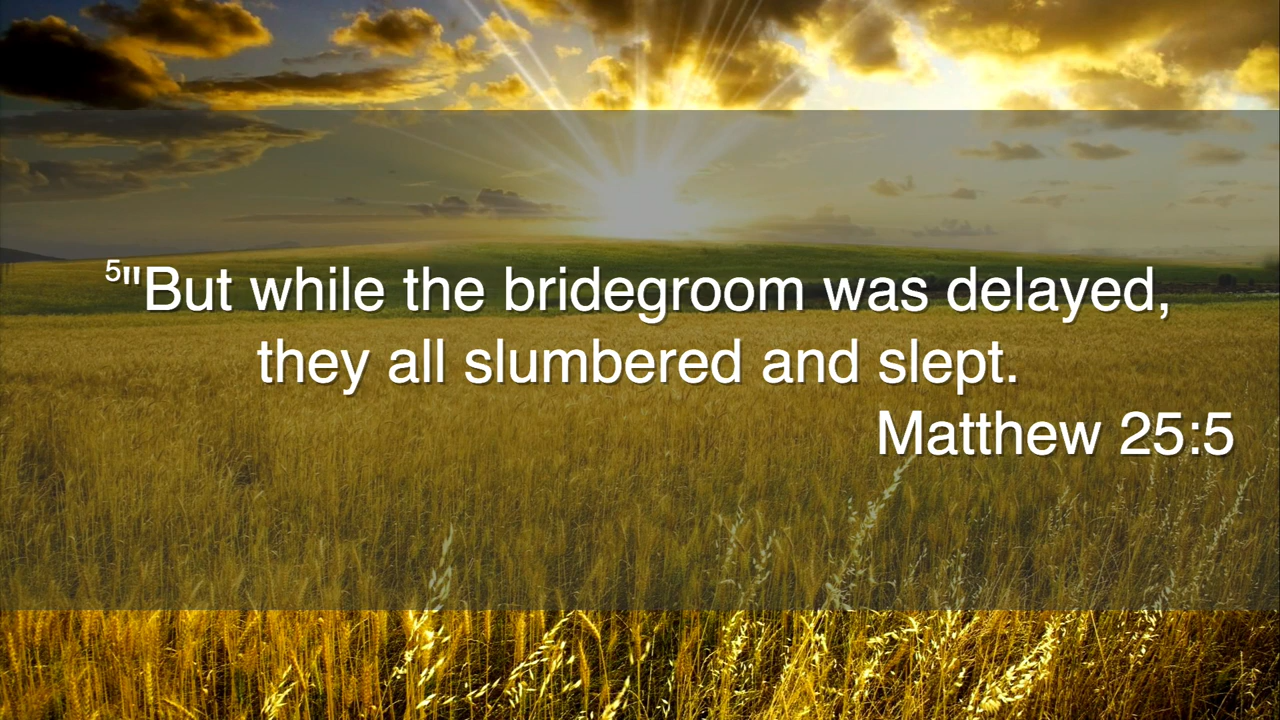 5"But while the bridegroom was delayed,
they all slumbered and slept.
Matthew 25:5